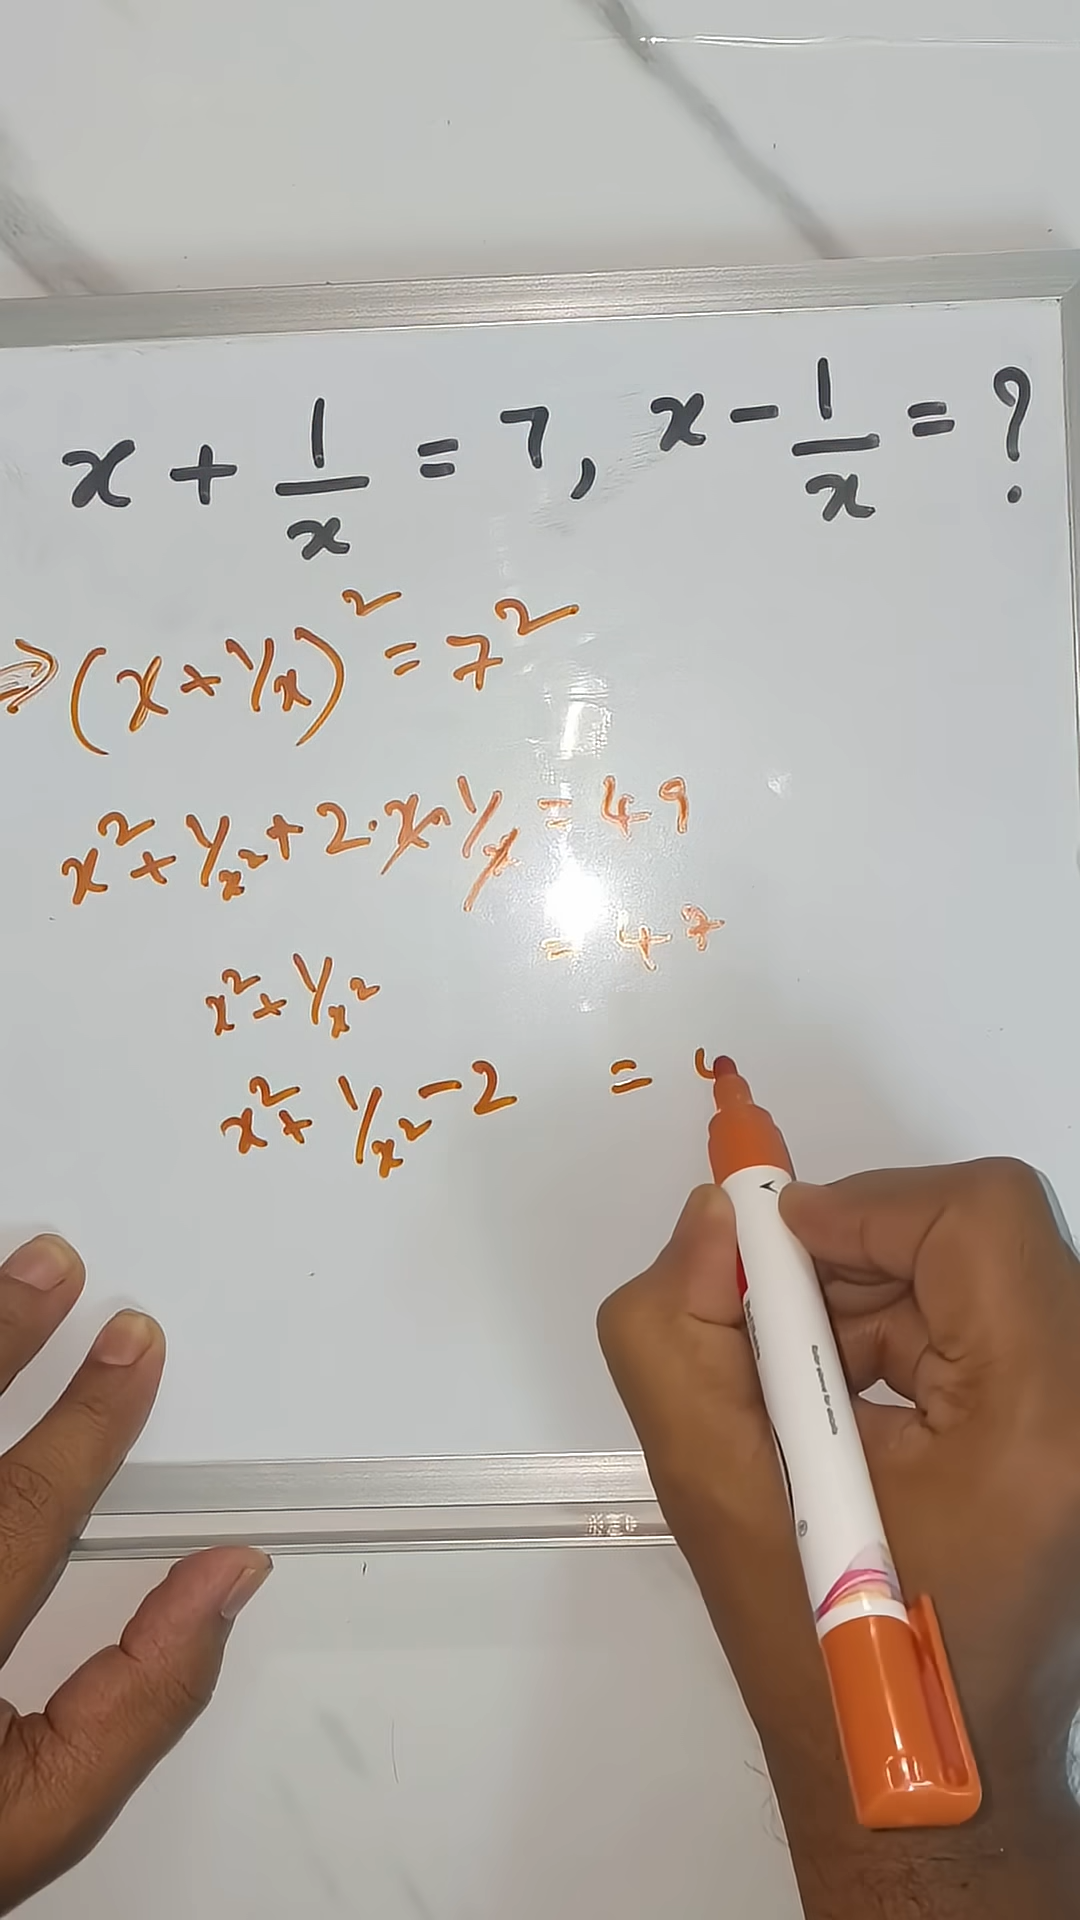 x + 1/x = 7, x - 1/x = ?
⇒ (x + 1/x)² = 7²
x² + 1/x² + 2·x·1/x = 49
x² + 1/x² = 47
x² + 1/x² - 2 = 4